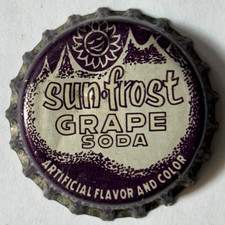 sun·frost
GRAPE
SODA
ARTIFICIAL FLAVOR AND COLOR